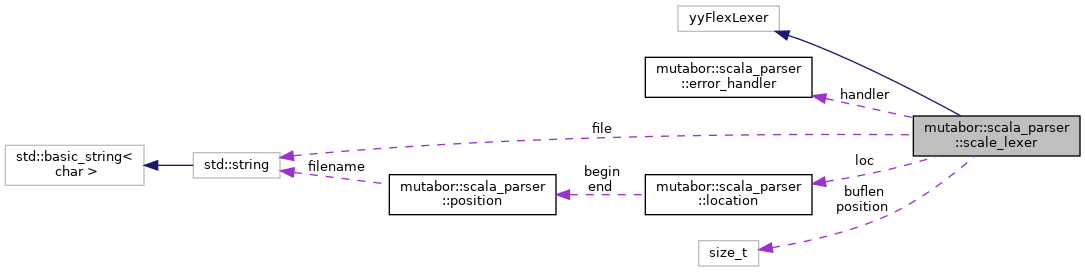 yyFlexLexer
mutabor::scala_parser
::error_handler
handler
mutabor::scala_parser
::scale_lexer
file
std::basic_string<
char >
std::string
filename
mutabor::scala_parser
::position
begin
end
mutabor::scala_parser
::location
loc
buflen
position
size_t